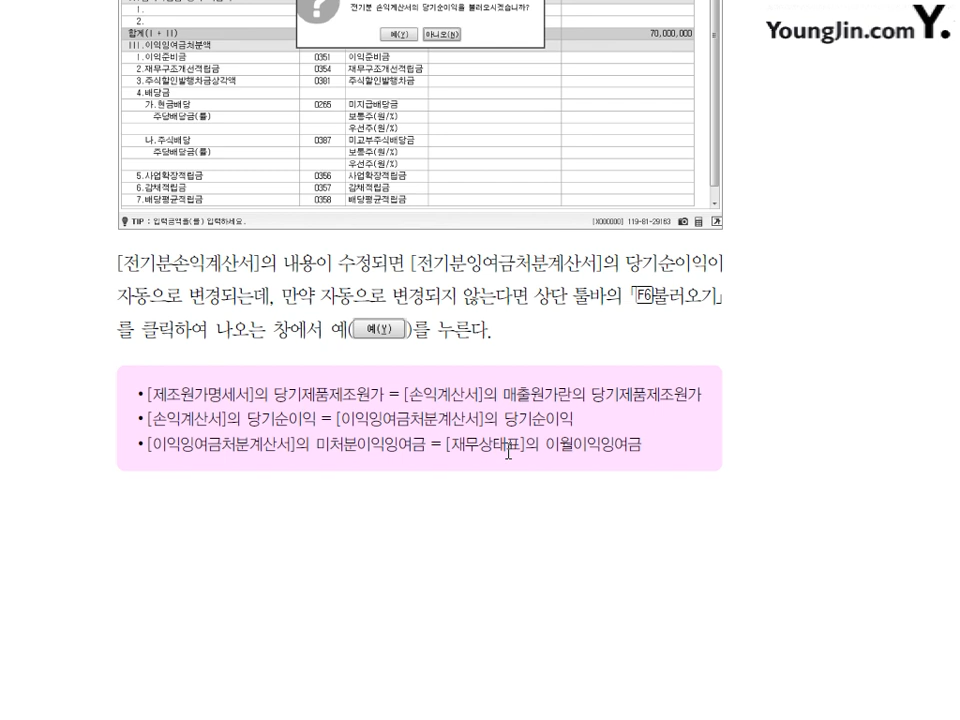 전기분 손익계산서의 당기순이익을 불러오시겠습니까?
예(Y) 아니오(N)
Younglin.com Y.
1.
2.
합계(Ⅰ + Ⅱ) 70,000,000
Ⅲ.이익잉여금처분액
1.이익준비금 0351 이익준비금
2.재무구조개선적립금 0354 재무구조개선적립금
3.주식할인발행차금상각액 0381 주식할인발행차금
4.배당금
가.현금배당 0265 미지급배당금
주당배당금(률) 보통주(원/%)
우선주(원/%)
나.주식배당 0387 미교부주식배당금
주당배당금(률) 보통주(원/%)
우선주(원/%)
5.사업확장적립금 0356 사업확장적립금
6.감채적립금 0357 감채적립금
7.배당평균적립금 0358 배당평균적립금
TIP : 입력금액을(를) 입력하세요. 119-81-29163
[전기분손익계산서]의 내용이 수정되면 [전기분잉여금처분계산서]의 당기순이익이
자동으로 변경되는데, 만약 자동으로 변경되지 않는다면 상단 툴바의 「F6불러오기」
를 클릭하여 나오는 창에서 예( 예(Y) )를 누른다.
• [제조원가명세서]의 당기제품제조원가 = [손익계산서]의 매출원가란의 당기제품제조원가
• [손익계산서]의 당기순이익 = [이익잉여금처분계산서]의 당기순이익
• [이익잉여금처분계산서]의 미처분이익잉여금 = [재무상태표]의 이월이익잉여금